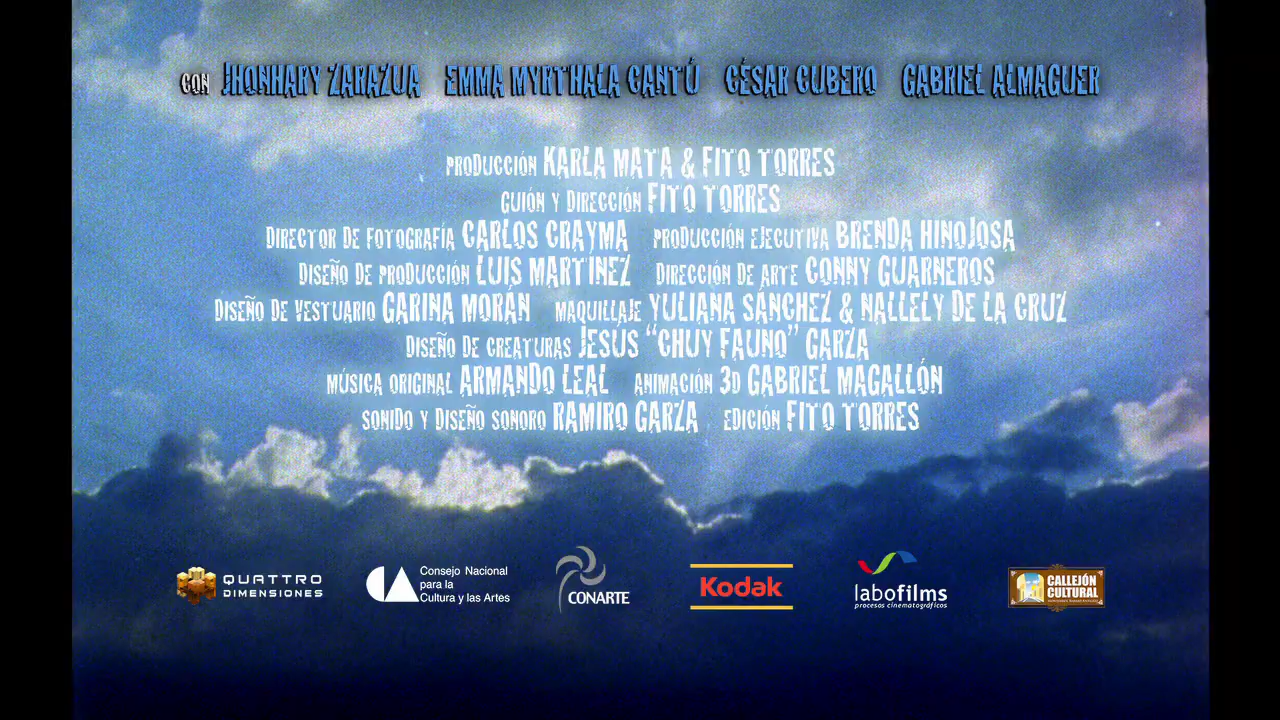 CON JHONHARY ZARAZUA EMMA MYRTHALA CANTÚ CÉSAR CUBERO GABRIEL ALMAGUER
PRODUCCIÓN KARLA MATA & FITO TORRES
GUIÓN Y DIRECCIÓN FITO TORRES
DIRECTOR DE FOTOGRAFÍA CARLOS CRAYMA PRODUCCIÓN EJECUTIVA BRENDA HINOJOSA
DISEÑO DE PRODUCCIÓN LUIS MARTINEZ DIRECCIÓN DE ARTE CONNY GUARNEROS
DISEÑO DE VESTUARIO GARINA MORÁN MAQUILLAJE YULIANA SÁNCHEZ & NALLELY DE LA CRUZ
DISEÑO DE CREATURAS JESÚS "CHUY FAUNO" GARZA
MÚSICA ORIGINAL ARMANDO LEAL ANIMACIÓN 3D GABRIEL MAGALLÓN
SONIDO Y DISEÑO SONORO RAMIRO GARZA EDICIÓN FITO TORRES
QUATTRO
DIMENSIONES
Consejo Nacional
para la
Cultura y las Artes
CONARTE
Kodak
labofilms
procesos cinematográficos
CALLEJÓN
CULTURAL